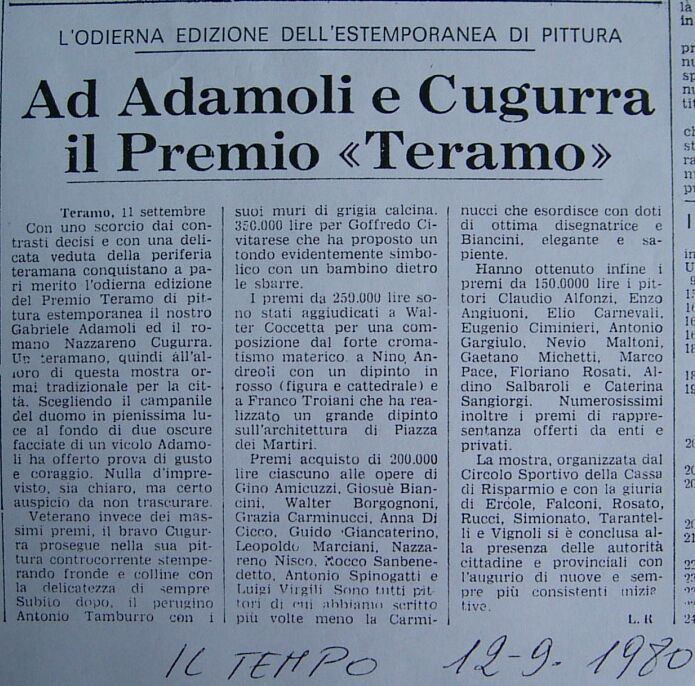 L'ODIERNA EDIZIONE DELL'ESTEMPORANEA DI PITTURA
Ad Adamoli e Cugurra
il Premio «Teramo»
Teramo, 11 settembre
Con uno scorcio dai con-
trasti decisi e con una deli-
cata veduta della periferia
teramana conquistano a pa-
ri merito l'odierna edizione
del Premio Teramo di pit-
tura estemporanea il nostro
Gabriele Adamoli ed il ro-
mano Nazzareno Cugurra.
Un teramano, quindi all'al-
loro di questa mostra or-
mai tradizionale per la cit-
tà. Scegliendo il campanile
del duomo in pienissima lu-
ce al fondo di due oscure
facciate di un vicolo Adamo-
li ha offerto prova di gusto
e coraggio. Nulla d'impre-
visto, sia chiaro, ma certo
auspicio da non trascurare.
Veterano invece dei mas-
simi premi, il bravo Cugur-
ra prosegue nella sua pit-
tura controcorrente stempe-
rando fronde e colline con
la delicatezza di sempre
Subito dopo, il perugino
Antonio Tamburro con i
suoi muri di grigia calcina.
350.000 lire per Goffredo Ci-
vitarese che ha proposto un
tondo evidentemente simbo-
lico con un bambino dietro
le sbarre.
I premi da 250.000 lire so-
no stati aggiudicati a Wal-
ter Coccetta per una com-
posizione dal forte croma-
tismo materico, a Nino An-
dreoli con un dipinto in
rosso (figura e cattedrale) e
a Franco Troiani che ha rea-
lizzato un grande dipinto
sull'architettura di Piazza
dei Martiri.
Premi acquisto di 200.000
lire ciascuno alle opere di
Gino Amicuzzi, Giosuè Bian-
cini, Walter Borgognoni,
Grazia Carminucci, Anna Di
Cicco, Guido Giancaterino,
Leopoldo Marciani, Nazza-
reno Nisco, Rocco Sanbene-
detto, Antonio Spinogatti e
Luigi Virgili Sono tutti pit-
tori di cui abbiamo scritto
più volte meno la Carmi-
nucci che esordisce con doti
di ottima disegnatrice e
Biancini, elegante e sa-
piente.
Hanno ottenuto infine i
premi da 150.0000 lire i pit-
tori Claudio Alfonzi, Enzo
Angiuoni, Elio Carnevali,
Eugenio Ciminieri, Antonio
Gargiulo, Nevio Maltoni,
Gaetano Michetti, Marco
Pace, Floriano Rosati, Al-
dino Salbaroli e Caterina
Sangiorgi. Numerosissimi
inoltre i premi di rappre-
sentanza offerti da enti e
privati.
La mostra, organizzata dal
Circolo Sportivo della Cassa
di Risparmio e con la giuria
di Ercole, Falconi, Rosato,
Rucci, Simionato, Tarantel-
li e Vignoli si è conclusa al-
la presenza delle autorità
cittadine e provinciali con
l'augurio di nuove e sem-
pre più consistenti inizia
tive.
L. R
IL TEMPO 12-9. 1980